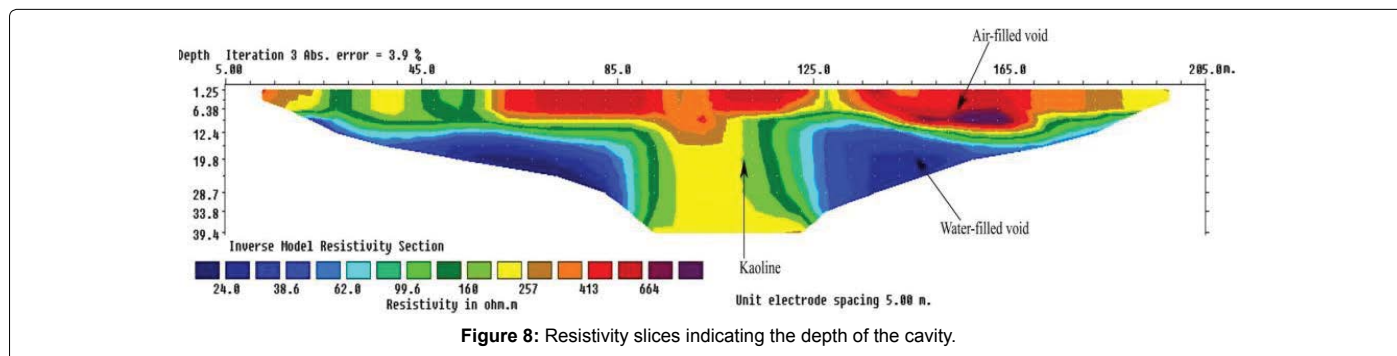 Air-filled void
Depth Iteration 3 Abs. error = 3.9 %
5.00 45.0 85.0 125.0 165.0 205.0m.
1.25
6.38
12.4
19.8
28.7
33.8
39.4
Water-filled void
Inverse Model Resistivity Section
Kaoline
24.0 38.6 62.0 99.6 160 257 413 664
Resistivity in ohm.m
Unit electrode spacing 5.00 m.
Figure 8: Resistivity slices indicating the depth of the cavity.